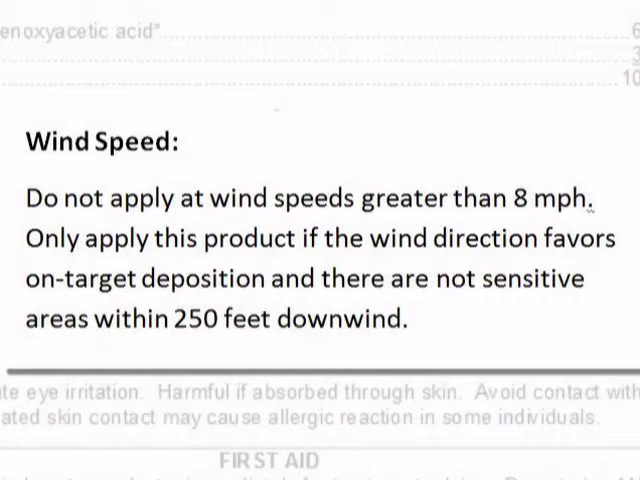 enoxyacetic acid*........ 6
3
10
Wind Speed:
Do not apply at wind speeds greater than 8 mph.
Only apply this product if the wind direction favors
on-target deposition and there are not sensitive
areas within 250 feet downwind.
te eye irritation. Harmful if absorbed through skin. Avoid contact with
ated skin contact may cause allergic reaction in some individuals.
FIRST AID